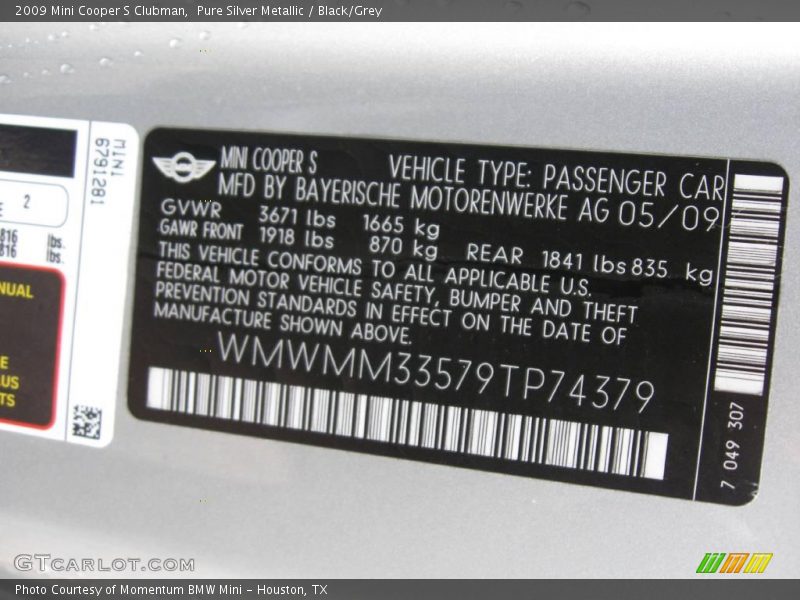 2009 Mini Cooper S Clubman, Pure Silver Metallic / Black/Grey
MINI
6791281
2
816 lbs.
816 lbs.
MINI COOPER S VEHICLE TYPE: PASSENGER CAR
MFD BY BAYERISCHE MOTORENWERKE AG 05/09
GVWR 3671 lbs 1665 kg
GAWR FRONT 1918 lbs 870 kg REAR 1841 lbs 835 kg
THIS VEHICLE CONFORMS TO ALL APPLICABLE U.S.
FEDERAL MOTOR VEHICLE SAFETY, BUMPER AND THEFT
PREVENTION STANDARDS IN EFFECT ON THE DATE OF
MANUFACTURE SHOWN ABOVE.
WMWMM33579TP74379
7 049 307
GTCARLOT.COM
Photo Courtesy of Momentum BMW Mini - Houston, TX